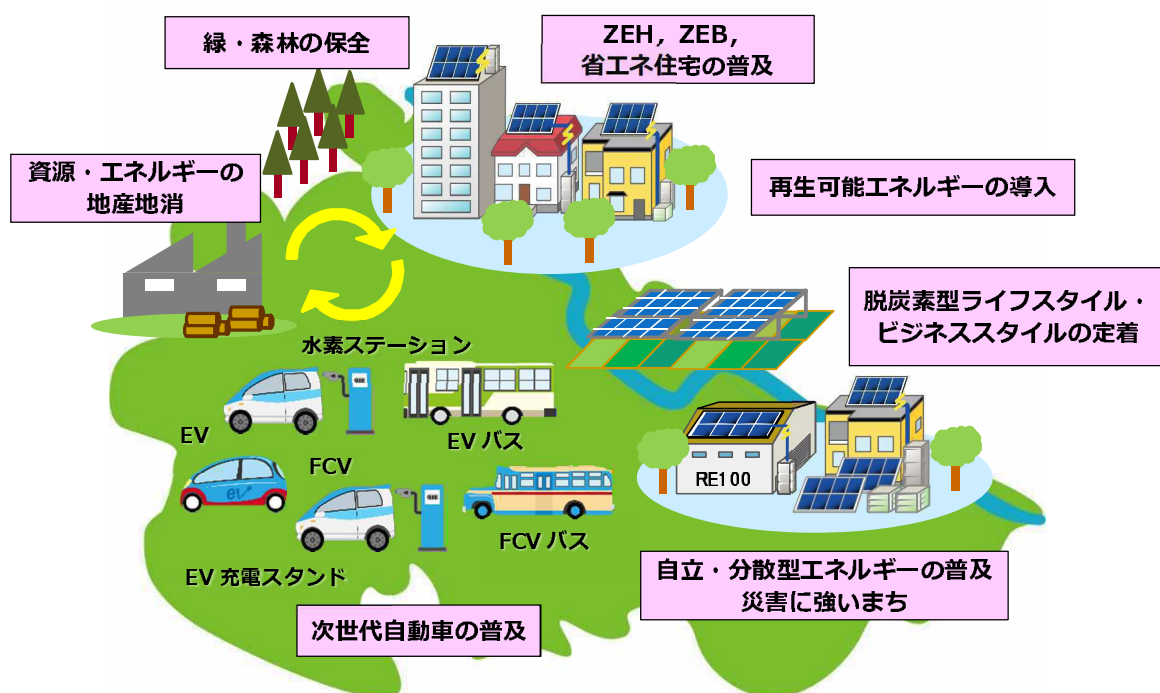 緑・森林の保全
ZEH，ZEB，
省エネ住宅の普及
資源・エネルギーの
地産地消
再生可能エネルギーの導入
脱炭素型ライフスタイル・
ビジネススタイルの定着
水素ステーション
EV
EV バス
FCV
ev
RE100
FCV バス
EV 充電スタンド
自立・分散型エネルギーの普及
災害に強いまち
次世代自動車の普及